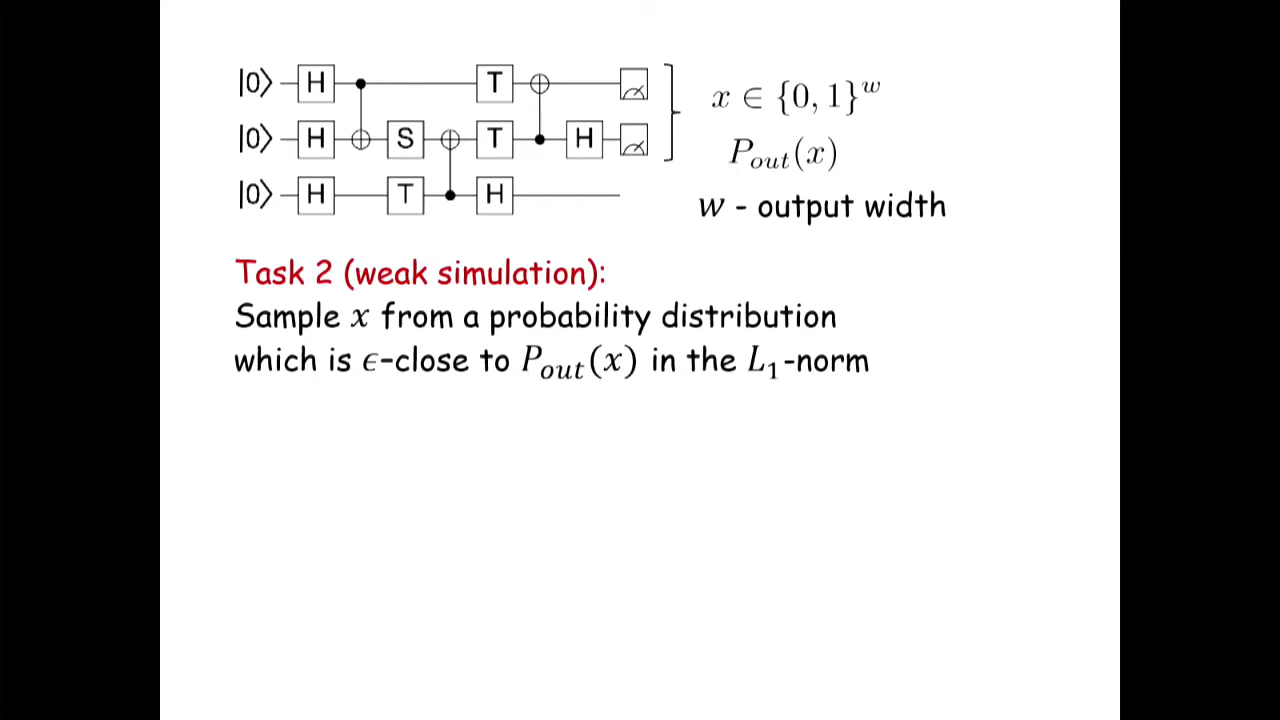 |0⟩ H T x ∈ {0, 1}^w
|0⟩ H S T H P_out(x)
|0⟩ H T H w - output width
Task 2 (weak simulation):
Sample x from a probability distribution
which is ϵ-close to P_out(x) in the L_1-norm